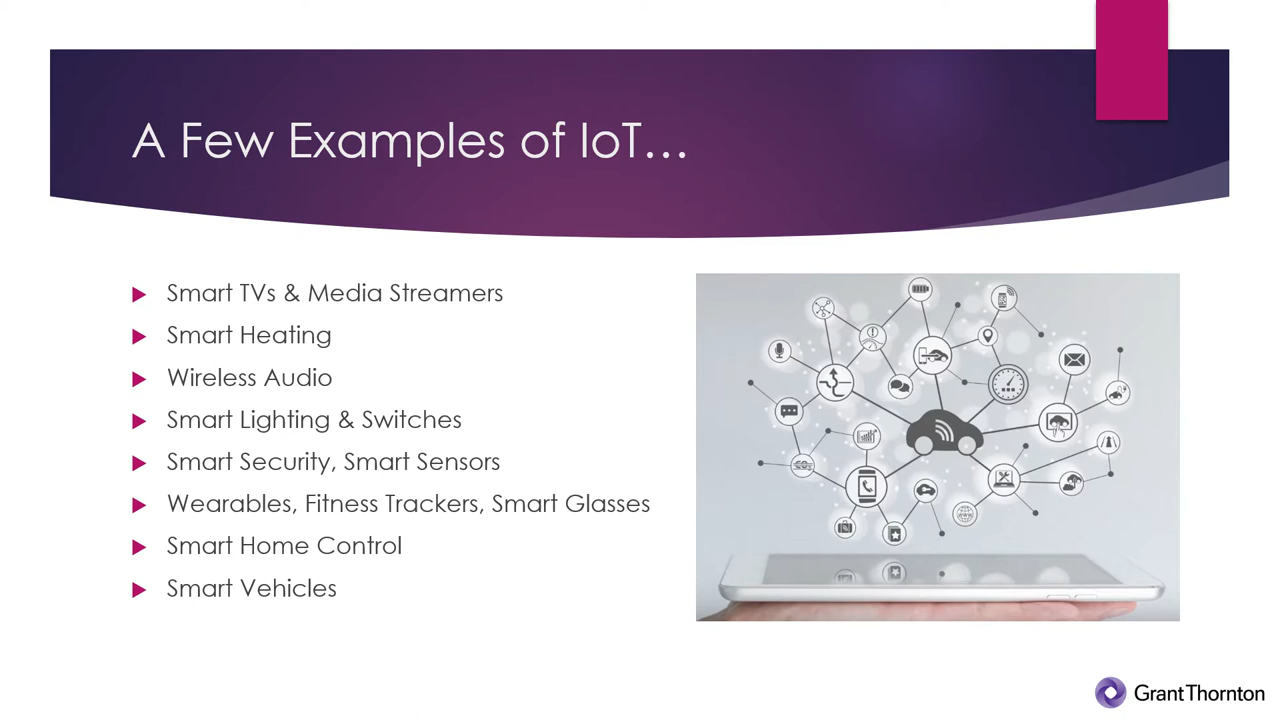 A Few Examples of IoT...
Smart TVs & Media Streamers
Smart Heating
Wireless Audio
Smart Lighting & Switches
Smart Security, Smart Sensors
Wearables, Fitness Trackers, Smart Glasses
Smart Home Control
Smart Vehicles
www
GrantThornton